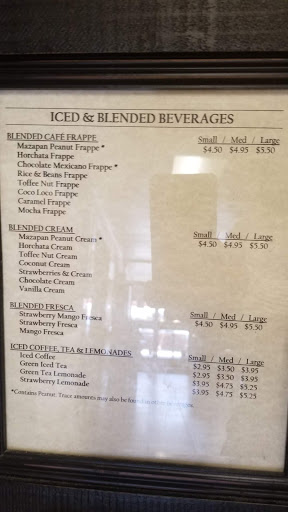 ICED & BLENDED BEVERAGES
BLENDED CAFÉ FRAPPE Small / Med / Large
Mazapan Peanut Frappe * $4.50 $4.95 $5.50
Horchata Frappe
Chocolate Mexicano Frappe *
Rice & Beans Frappe
Toffee Nut Frappe
Coco Loco Frappe
Caramel Frappe
Mocha Frappe
BLENDED CREAM Small / Med / Large
Mazapan Peanut Cream * $4.50 $4.95 $5.50
Horchata Cream
Toffee Nut Cream
Coconut Cream
Strawberries & Cream
Chocolate Cream
Vanilla Cream
BLENDED FRESCA Small / Med / Large
Strawberry Mango Fresca $4.50 $4.95 $5.50
Strawberry Fresca
Mango Fresca
ICED COFFEE, TEA & LEMONADES Small / Med / Large
Iced Coffee $2.95 $3.50 $3.95
Green Iced Tea $2.95 $3.50 $3.95
Green Tea Lemonade $3.95 $4.75 $5.25
Strawberry Lemonade $3.95 $4.75 $5.25
*Contains Peanut. Trace amounts may also be found in other beverages.